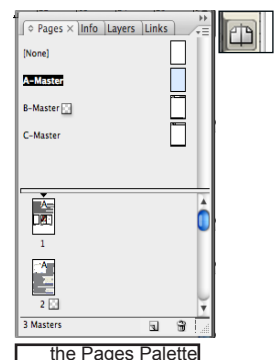 Pages × Info Layers Links
[None]
A-Master
B-Master
C-Master
A
1
A
2
3 Masters
the Pages Palette